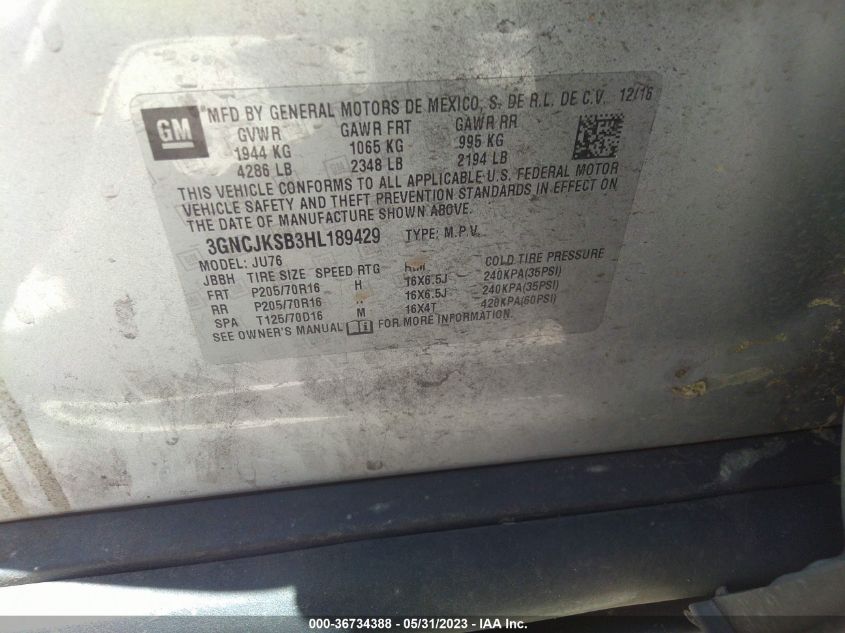 GM
MFD BY GENERAL MOTORS DE MEXICO, S. DE R.L. DE C.V. 12/16
GVWR GAWR FRT GAWR RR
1944 KG 1065 KG 995 KG
4286 LB 2348 LB 2194 LB
THIS VEHICLE CONFORMS TO ALL APPLICABLE U.S. FEDERAL MOTOR
VEHICLE SAFETY AND THEFT PREVENTION STANDARDS IN EFFECT ON
THE DATE OF MANUFACTURE SHOWN ABOVE.
3GNCJKSB3HL189429 TYPE: M.P.V.
MODEL: JU76
JBBH TIRE SIZE SPEED RTG COLD TIRE PRESSURE
FRT P205/70R16 H 16X6.5J 240KPA(35PSI)
RR P205/70R16 16X6.5J 240KPA(35PSI)
SPA T125/70D16 M 16X4T 420KPA(60PSI)
SEE OWNER'S MANUAL FOR MORE INFORMATION.
000-36734388 - 05/31/2023 - IAA Inc.